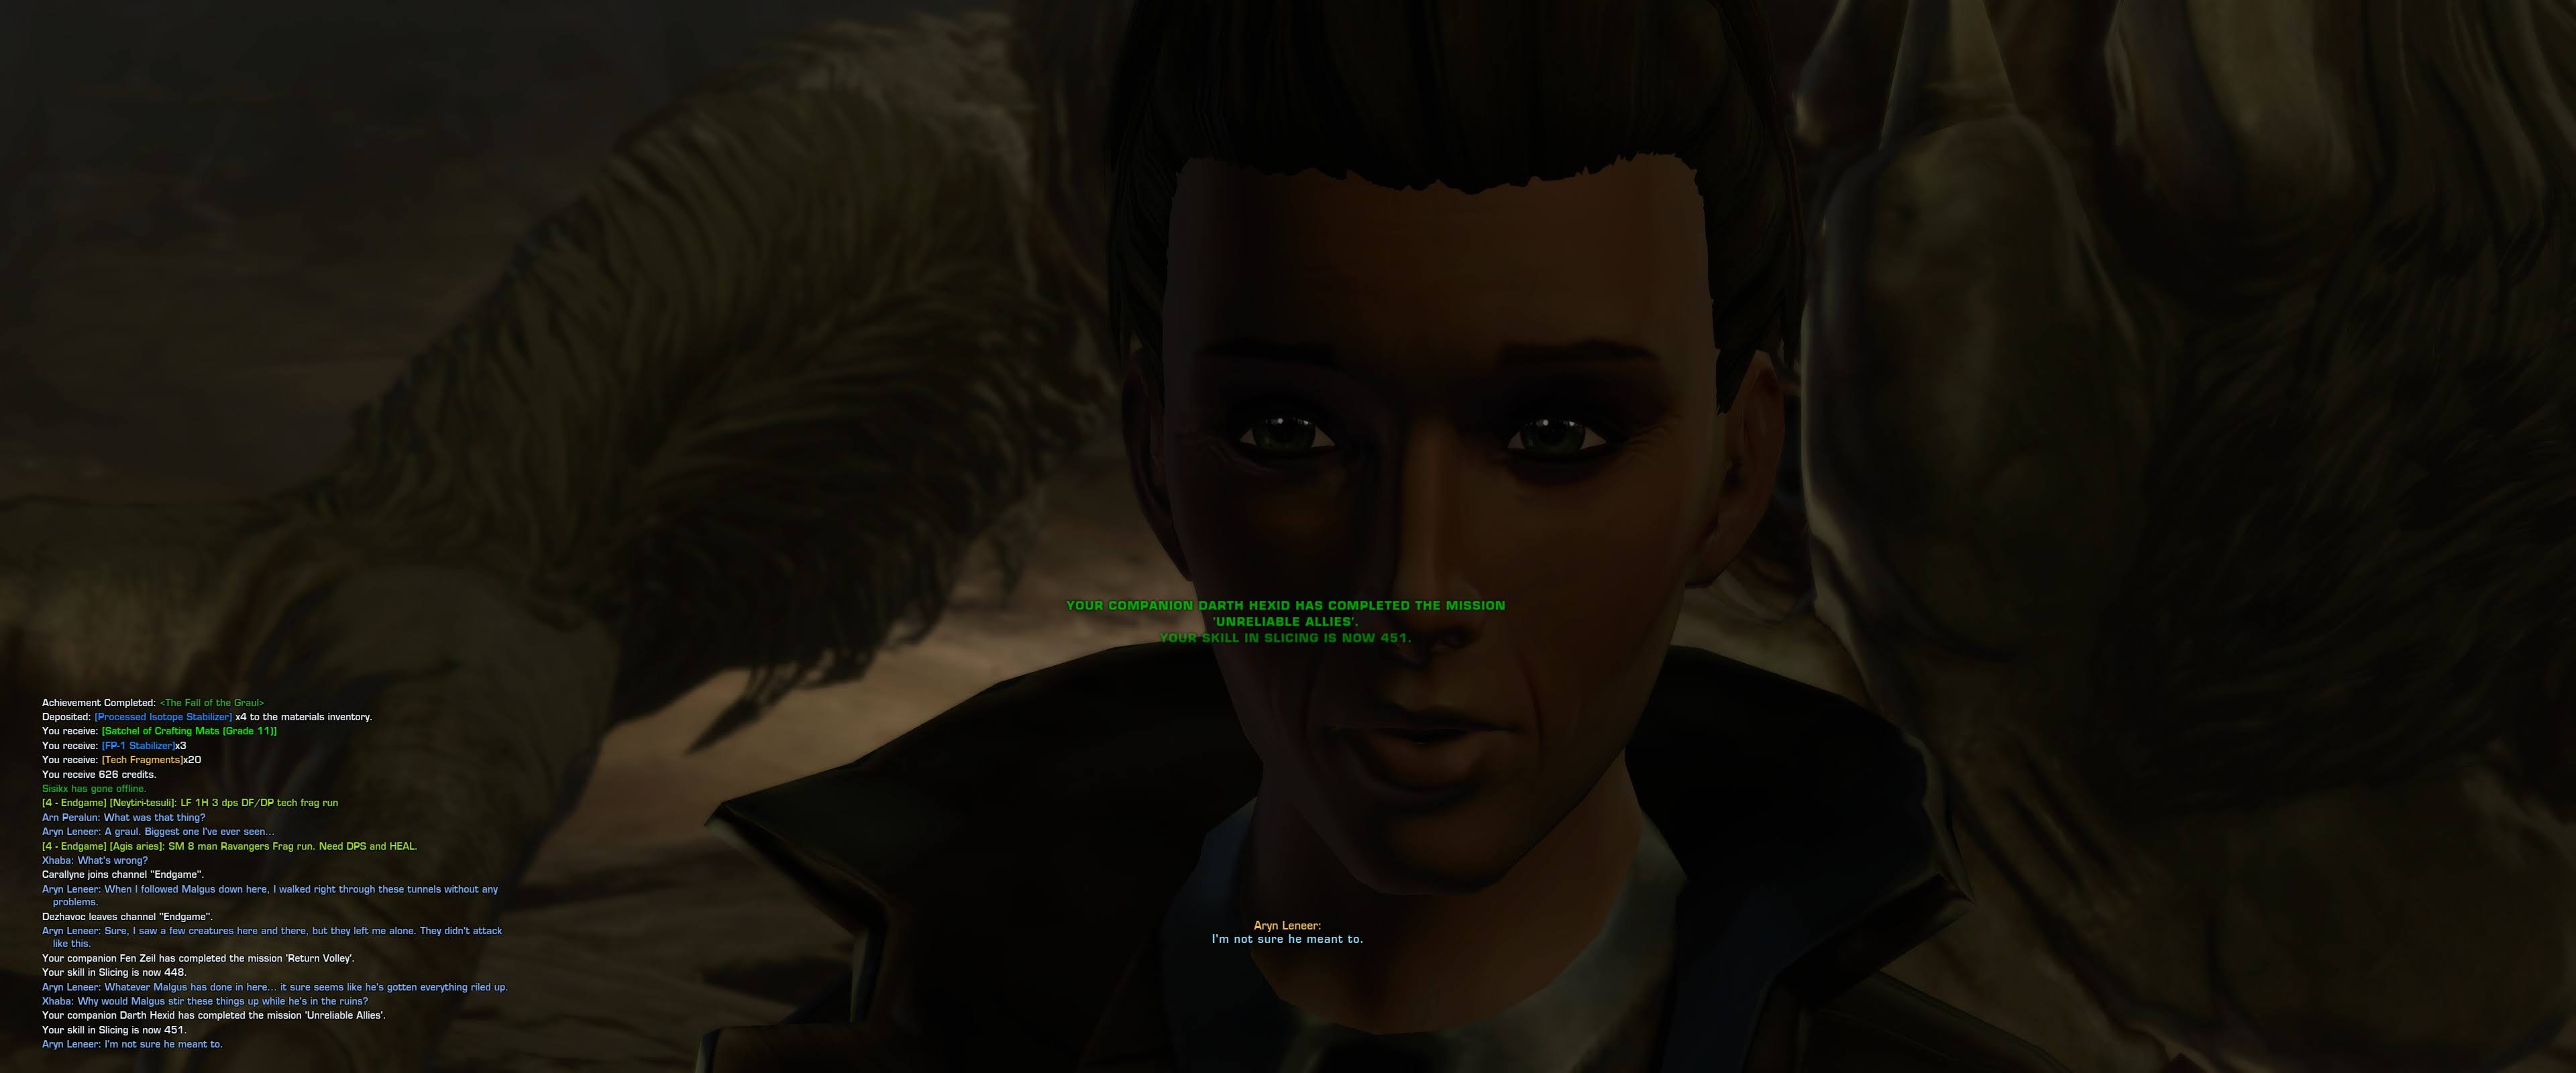 YOUR COMPANION DARTH HEXID HAS COMPLETED THE MISSION
'UNRELIABLE ALLIES'.
YOUR SKILL IN SLICING IS NOW 451.
Achievement Completed: <The Fall of the Graul>
Deposited: [Processed Isotope Stabilizer] x4 to the materials inventory.
You receive: [Satchel of Crafting Mats (Grade 11)]
You receive: [FP-1 Stabilizer]x3
You receive: [Tech Fragments]x20
You receive 626 credits.
Sisikx has gone offline.
[4 - Endgame] [Neytiri-tesuli]: LF 1H 3 dps DF/DP tech frag run
Arn Peralun: What was that thing?
Aryn Leneer: A graul. Biggest one I've ever seen...
[4 - Endgame] [Agis aries]: SM 8 man Ravangers Frag run. Need DPS and HEAL.
Xhaba: What's wrong?
Carallyne joins channel "Endgame".
Aryn Leneer: When I followed Malgus down here, I walked right through these tunnels without any
problems.
Dezhavoc leaves channel "Endgame".
Aryn Leneer: Sure, I saw a few creatures here and there, but they left me alone. They didn't attack
like this.
Your companion Fen Zeil has completed the mission 'Return Volley'.
Your skill in Slicing is now 448.
Aryn Leneer: Whatever Malgus has done in here... it sure seems like he's gotten everything riled up.
Xhaba: Why would Malgus stir these things up while he's in the ruins?
Your companion Darth Hexid has completed the mission 'Unreliable Allies'.
Your skill in Slicing is now 451.
Aryn Leneer: I'm not sure he meant to.
Aryn Leneer:
I'm not sure he meant to.